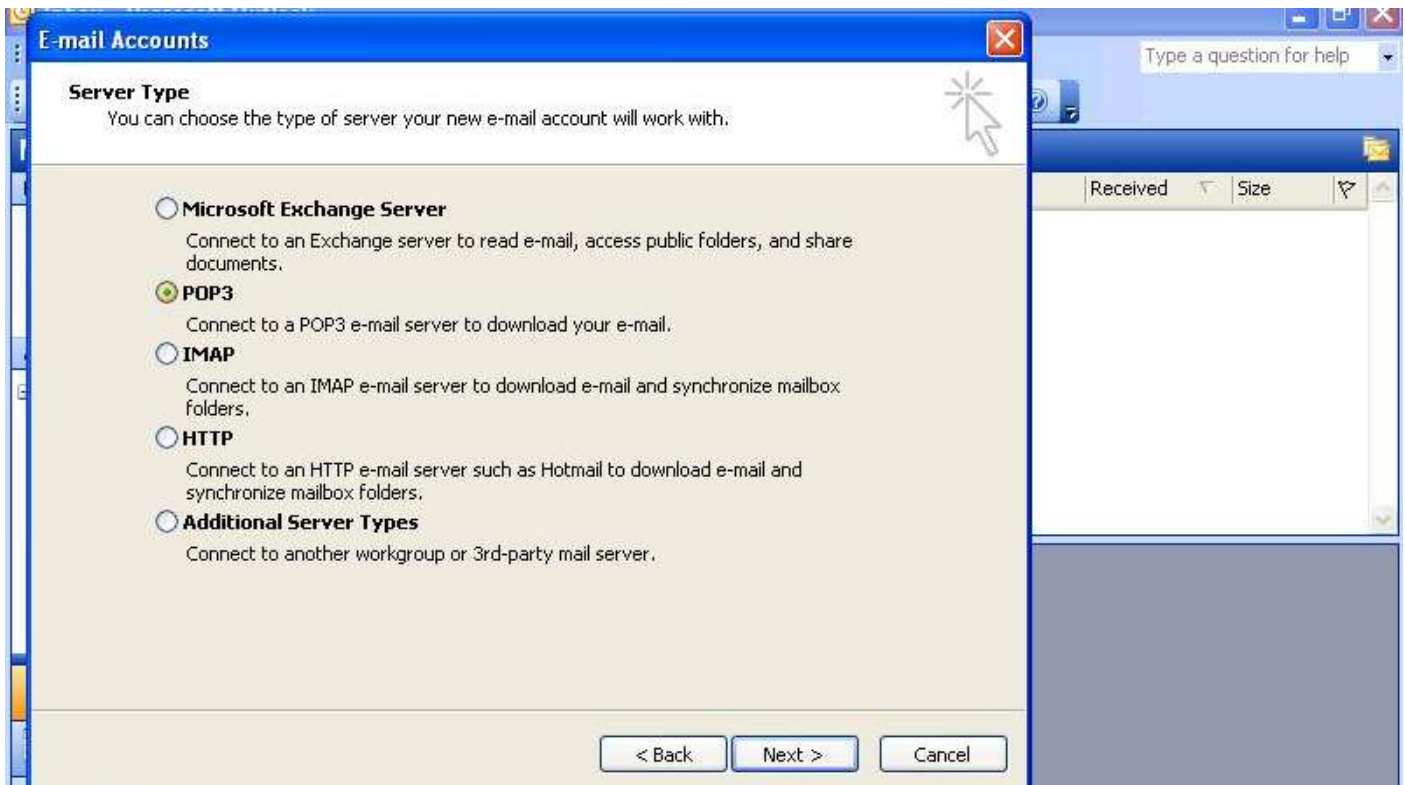 E-mail Accounts
Type a question for help
Server Type
You can choose the type of server your new e-mail account will work with.
Received Size
Microsoft Exchange Server
Connect to an Exchange server to read e-mail, access public folders, and share
documents.
POP3
Connect to a POP3 e-mail server to download your e-mail.
IMAP
Connect to an IMAP e-mail server to download e-mail and synchronize mailbox
folders.
HTTP
Connect to an HTTP e-mail server such as Hotmail to download e-mail and
synchronize mailbox folders.
Additional Server Types
Connect to another workgroup or 3rd-party mail server.
< Back Next > Cancel